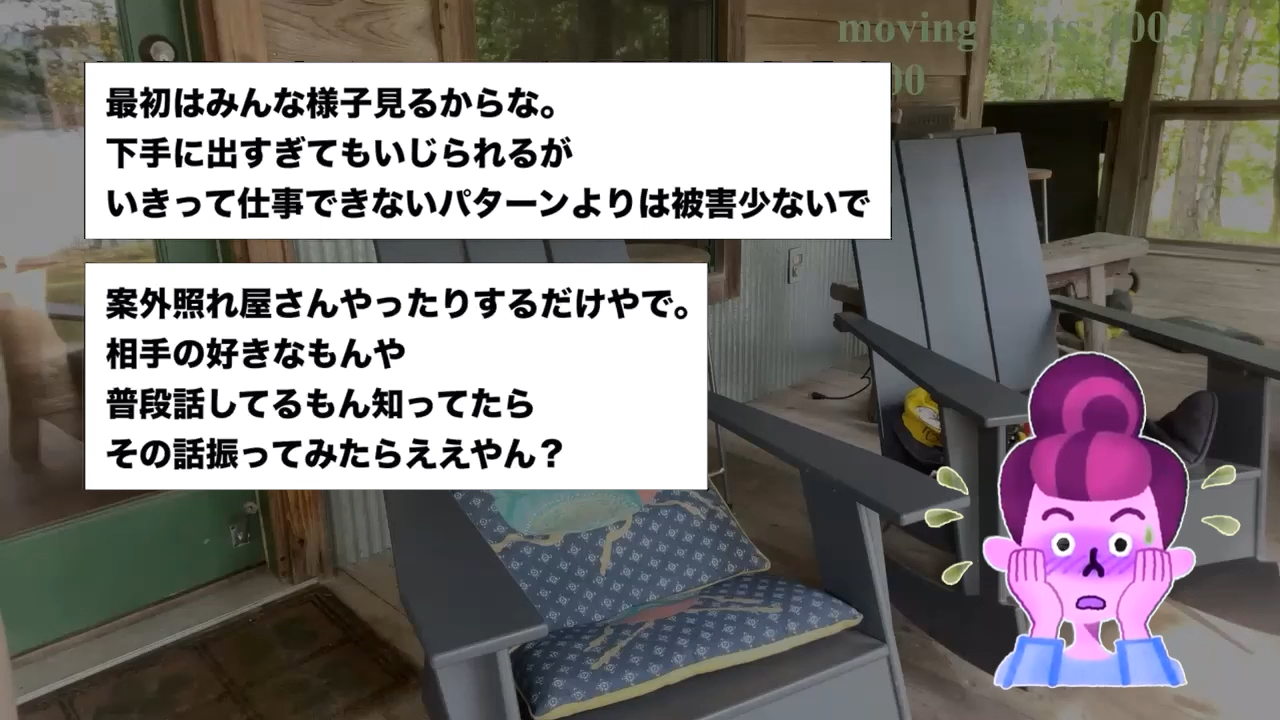 moving
最初はみんな様子見るからな。
下手に出すぎてもいじられるが
いきって仕事できないパターンよりは被害少ないで
案外照れ屋さんやったりするだけやで。
相手の好きなもんや
普段話してるもん知ってたら
その話振ってみたらええやん？